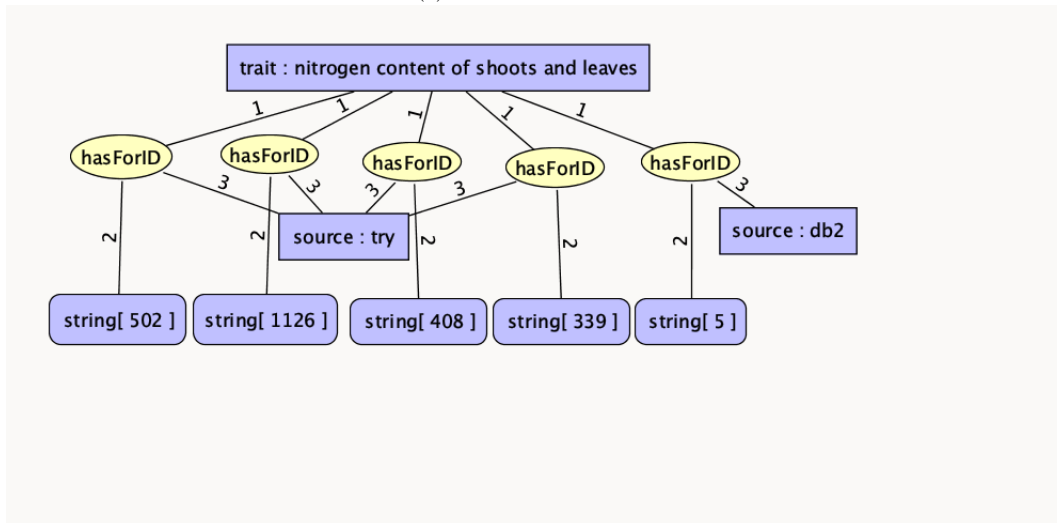 trait : nitrogen content of shoots and leaves
1
1
1
1
1
hasForID
hasForID
hasForID
hasForID
hasForID
3
3
3
3
3
source : try
source : db2
2
2
2
2
2
string[ 502 ]
string[ 1126 ]
string[ 408 ]
string[ 339 ]
string[ 5 ]